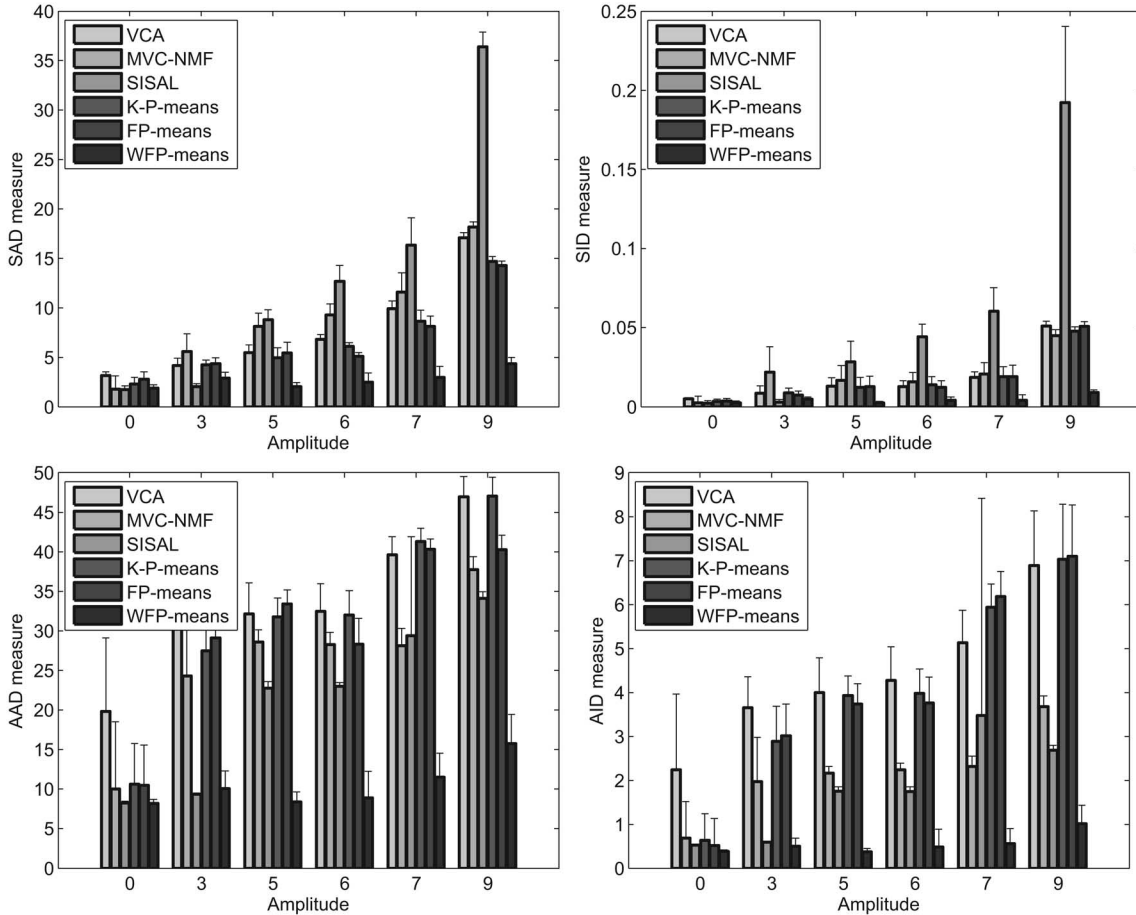 40
35
30
25
20
15
10
5
0
SAD measure
VCA
MVC-NMF
SISAL
K-P-means
FP-means
WFP-means
0 3 5 6 7 9
Amplitude
0.25
0.2
0.15
0.1
0.05
0
SID measure
VCA
MVC-NMF
SISAL
K-P-means
FP-means
WFP-means
0 3 5 6 7 9
Amplitude
50
45
40
35
30
25
20
15
10
5
0
AAD measure
VCA
MVC-NMF
SISAL
K-P-means
FP-means
WFP-means
0 3 5 6 7 9
Amplitude
9
8
7
6
5
4
3
2
1
0
AID measure
VCA
MVC-NMF
SISAL
K-P-means
FP-means
WFP-means
0 3 5 6 7 9
Amplitude